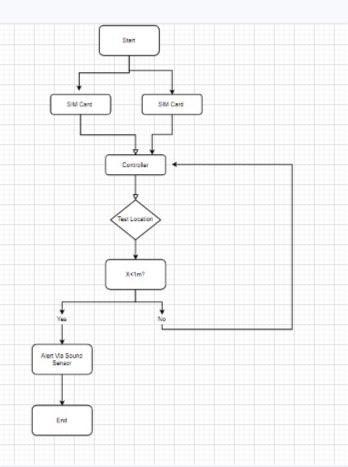 Start
SIM Card
SIM Card
Controller
Test Location
X<1m?
Yes
No
Alert Via Sound
Sensor
End